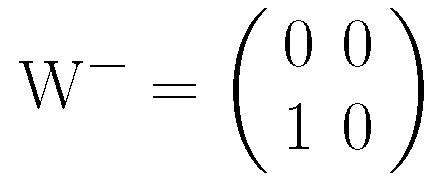 W⁻ = ( 0 0
1 0 )